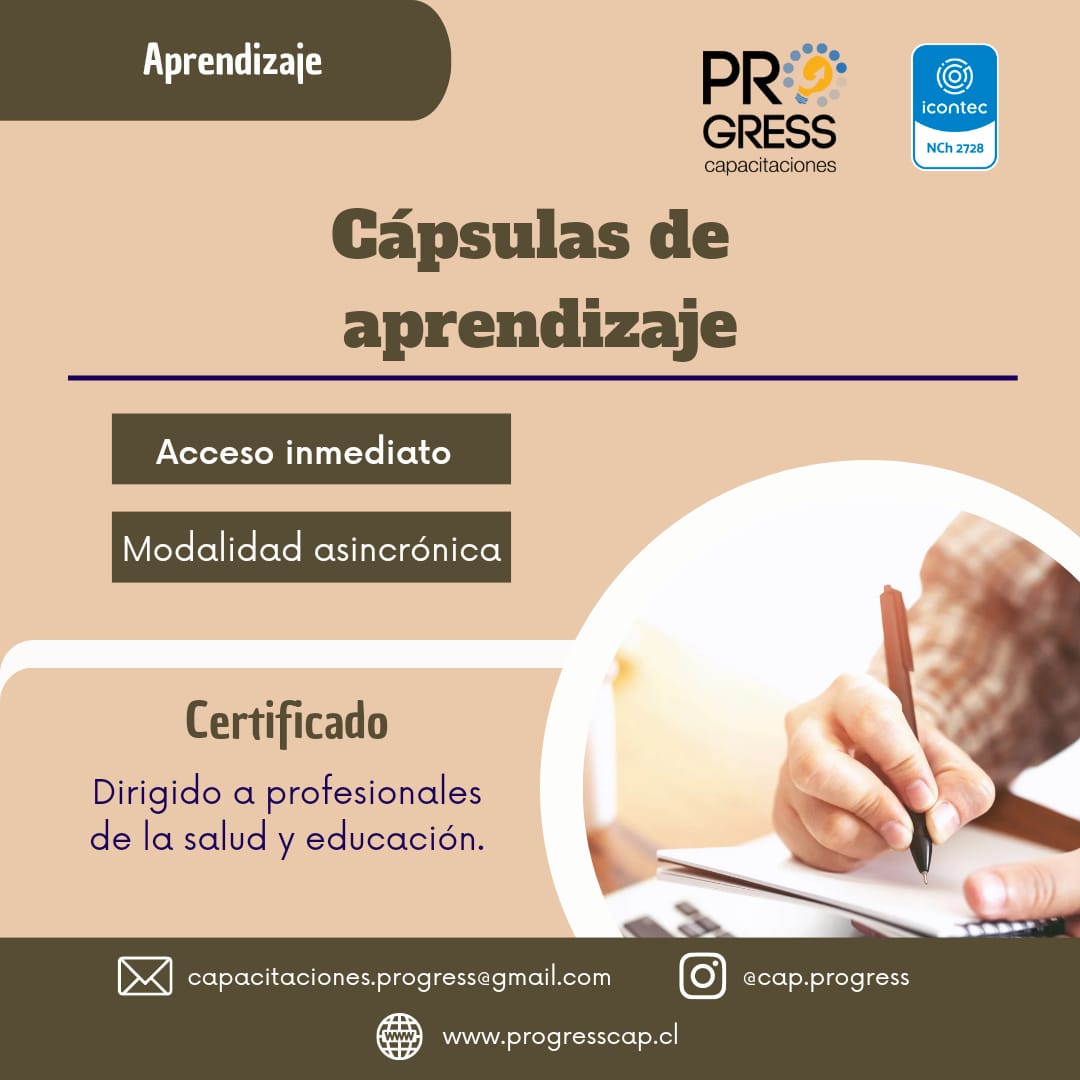 Aprendizaje
PROGRESS
capacitaciones
icontec
NCh 2728
Cápsulas de
aprendizaje
Acceso inmediato
Modalidad asincrónica
Certificado
Dirigido a profesionales
de la salud y educación.
capacitaciones.progress@gmail.com
@cap.progress
www
www.progresscap.cl